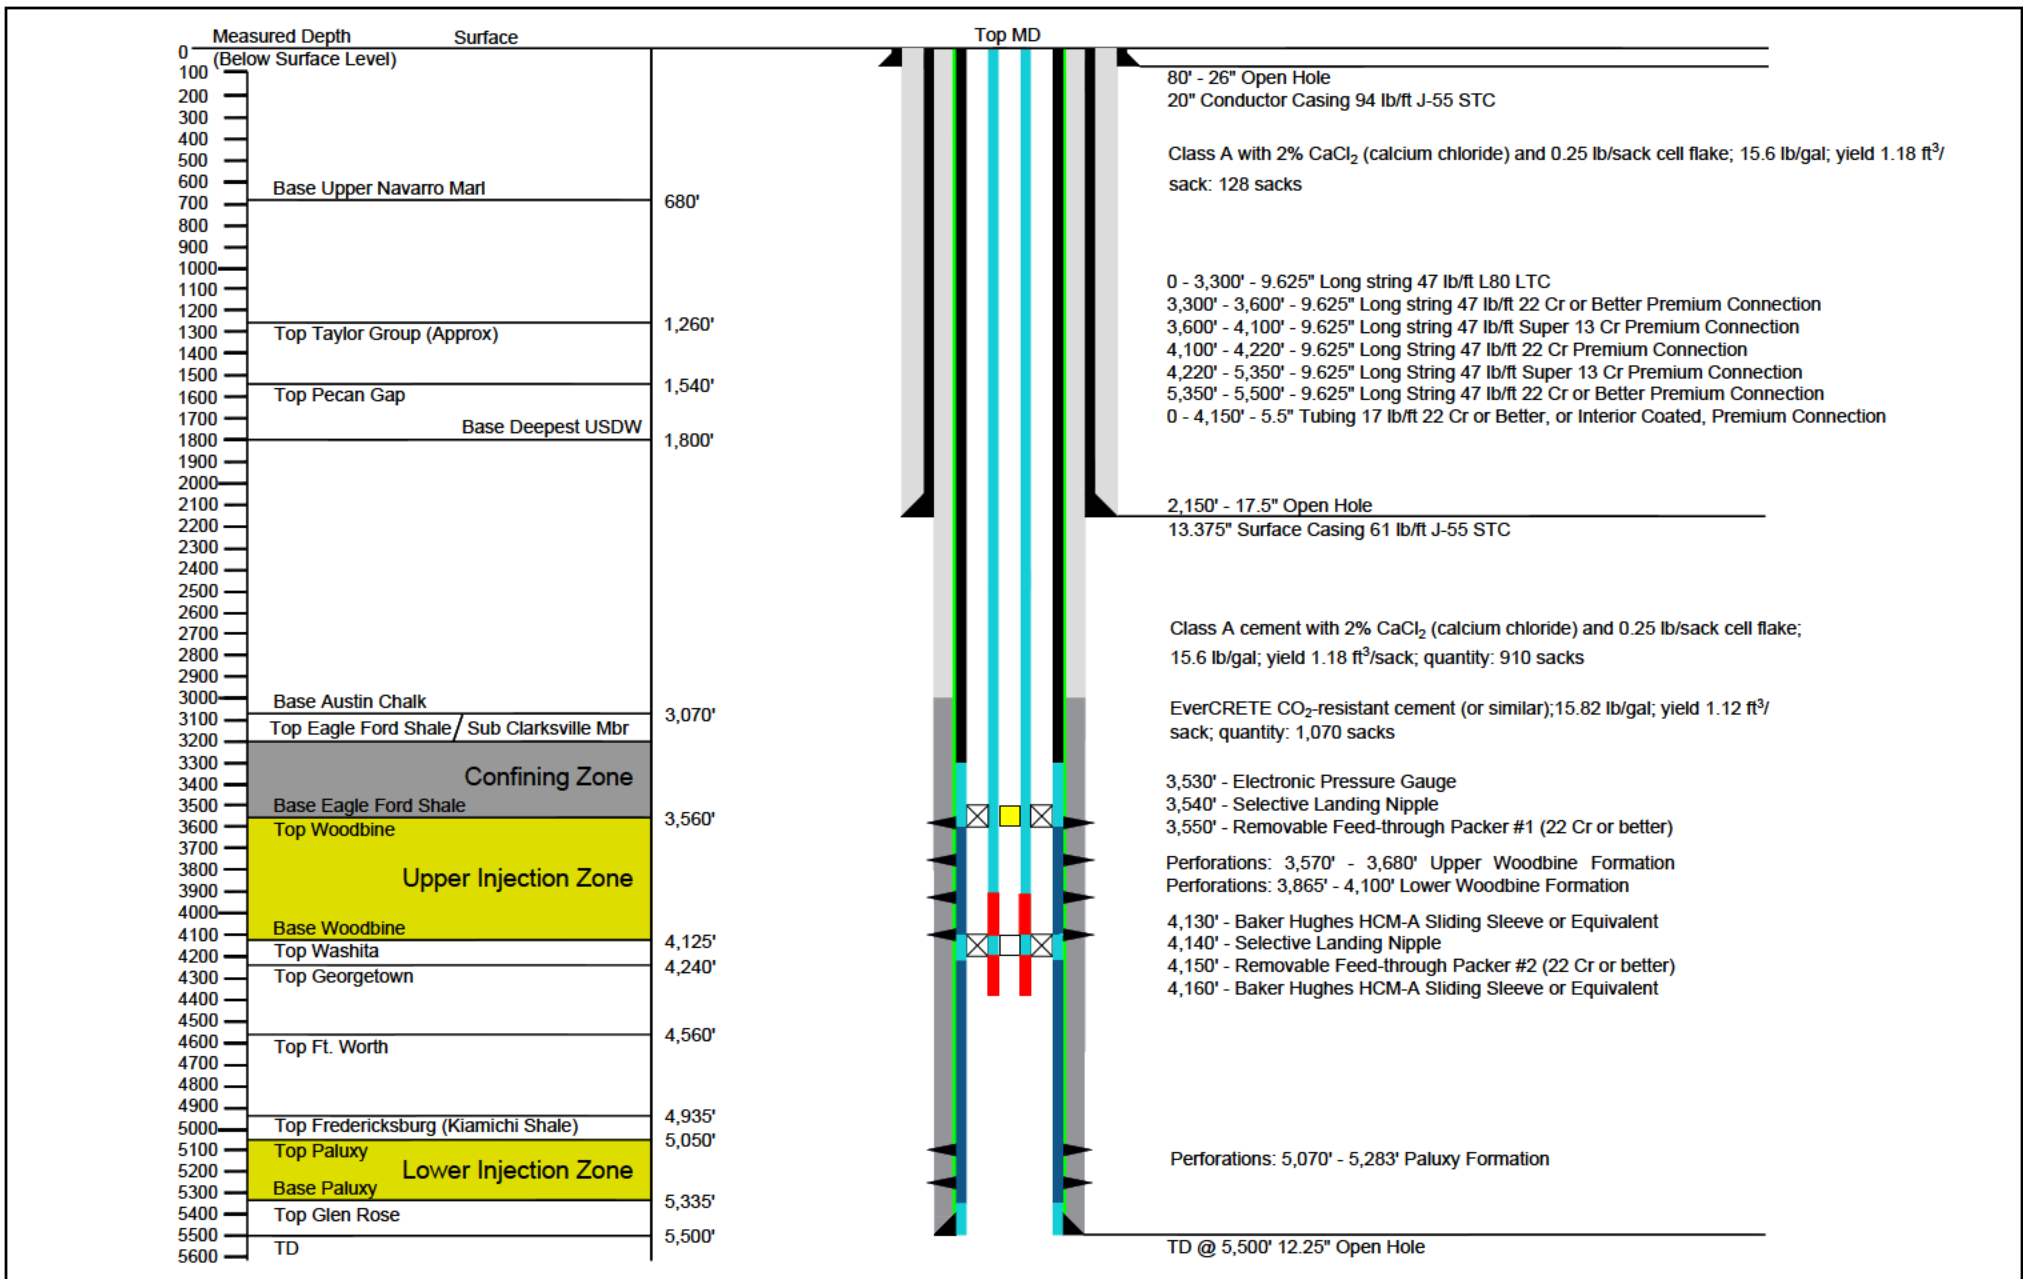 Measured Depth
Surface
Top MD
(Below Surface Level)
0
100
200
300
400
500
600
700
800
900
1000
1100
1200
1300
1400
1500
1600
1700
1800
1900
2000
2100
2200
2300
2400
2500
2600
2700
2800
2900
3000
3100
3200
3300
3400
3500
3600
3700
3800
3900
4000
4100
4200
4300
4400
4500
4600
4700
4800
4900
5000
5100
5200
5300
5400
5500
5600
Base Upper Navarro Marl
680'
1,260'
Top Taylor Group (Approx)
1,540'
Top Pecan Gap
Base Deepest USDW
1,800'
Base Austin Chalk
3,070'
Top Eagle Ford Shale / Sub Clarksville Mbr
Confining Zone
Base Eagle Ford Shale
3,560'
Top Woodbine
Upper Injection Zone
Base Woodbine
4,125'
Top Washita
4,240'
Top Georgetown
4,560'
Top Ft. Worth
4,935'
Top Fredericksburg (Kiamichi Shale)
5,050'
Top Paluxy
Lower Injection Zone
Base Paluxy
5,335'
Top Glen Rose
5,500'
TD
80' - 26" Open Hole
20" Conductor Casing 94 lb/ft J-55 STC
Class A with 2% CaCl₂ (calcium chloride) and 0.25 lb/sack cell flake; 15.6 lb/gal; yield 1.18 ft³/
sack: 128 sacks
0 - 3,300' - 9.625" Long string 47 lb/ft L80 LTC
3,300' - 3,600' - 9.625" Long string 47 lb/ft 22 Cr or Better Premium Connection
3,600' - 4,100' - 9.625" Long string 47 lb/ft Super 13 Cr Premium Connection
4,100' - 4,220' - 9.625" Long String 47 lb/ft 22 Cr Premium Connection
4,220' - 5,350' - 9.625" Long String 47 lb/ft Super 13 Cr Premium Connection
5,350' - 5,500' - 9.625" Long String 47 lb/ft 22 Cr or Better Premium Connection
0 - 4,150' - 5.5" Tubing 17 lb/ft 22 Cr or Better, or Interior Coated, Premium Connection
2,150' - 17.5" Open Hole
13.375" Surface Casing 61 lb/ft J-55 STC
Class A cement with 2% CaCl₂ (calcium chloride) and 0.25 lb/sack cell flake;
15.6 lb/gal; yield 1.18 ft³/sack; quantity: 910 sacks
EverCRETE CO₂-resistant cement (or similar);15.82 lb/gal; yield 1.12 ft³/
sack; quantity: 1,070 sacks
3,530' - Electronic Pressure Gauge
3,540' - Selective Landing Nipple
3,550' - Removable Feed-through Packer #1 (22 Cr or better)
Perforations: 3,570' - 3,680' Upper Woodbine Formation
Perforations: 3,865' - 4,100' Lower Woodbine Formation
4,130' - Baker Hughes HCM-A Sliding Sleeve or Equivalent
4,140' - Selective Landing Nipple
4,150' - Removable Feed-through Packer #2 (22 Cr or better)
4,160' - Baker Hughes HCM-A Sliding Sleeve or Equivalent
Perforations: 5,070' - 5,283' Paluxy Formation
TD @ 5,500' 12.25" Open Hole